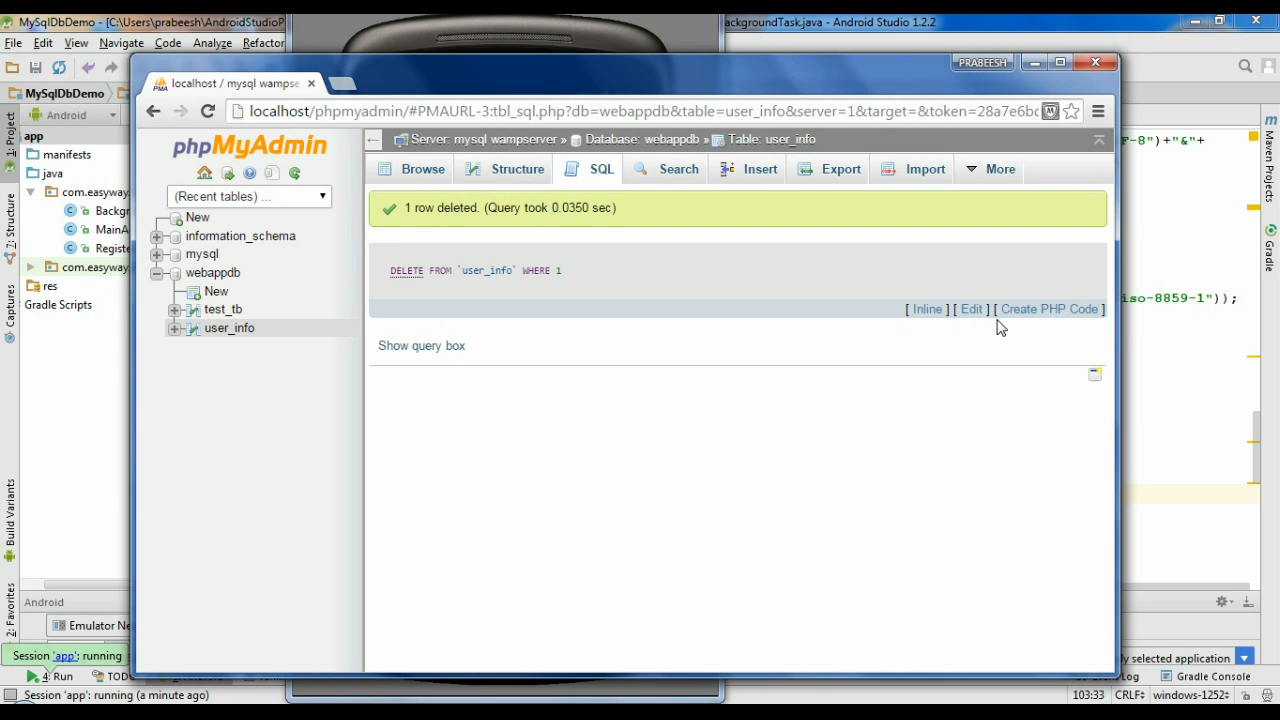 MySqlDbDemo - [C:\Users\prabeesh\AndroidStudioP
ackgroundTask.java - Android Studio 1.2.2
File Edit View Navigate Code Analyze Refactor
PRABEESH
localhost / mysql wampse
MySqlDbDemo
localhost/phpmyadmin/#PMAURL-3:tbl_sql.php?db=webappdb&table=user_info&server=1&target=&token=28a7e6bc
Android
1: Project
app
manifests
java
com.easyway
Backgr
MainA
Registe
com.easyway.
res
Gradle Scripts
7: Structure
Captures
Build Variants
2: Favorites
phpMyAdmin
(Recent tables) ...
New
information_schema
mysql
webappdb
New
test_tb
user_info
Server: mysql wampserver » Database: webappdb » Table: user_info
Browse Structure SQL Search Insert Export Import More
1 row deleted. (Query took 0.0350 sec)
DELETE FROM `user_info` WHERE 1
[ Inline ] [ Edit ] [ Create PHP Code ]
Show query box
F-8")+"&"+
iso-8859-1"));
Maven Projects
Gradle
Android
Emulator Ne
Session 'app': running
ly selected application
4: Run
TODO
Gradle Console
Session 'app': running (a minute ago)
103:33 CRLF windows-1252